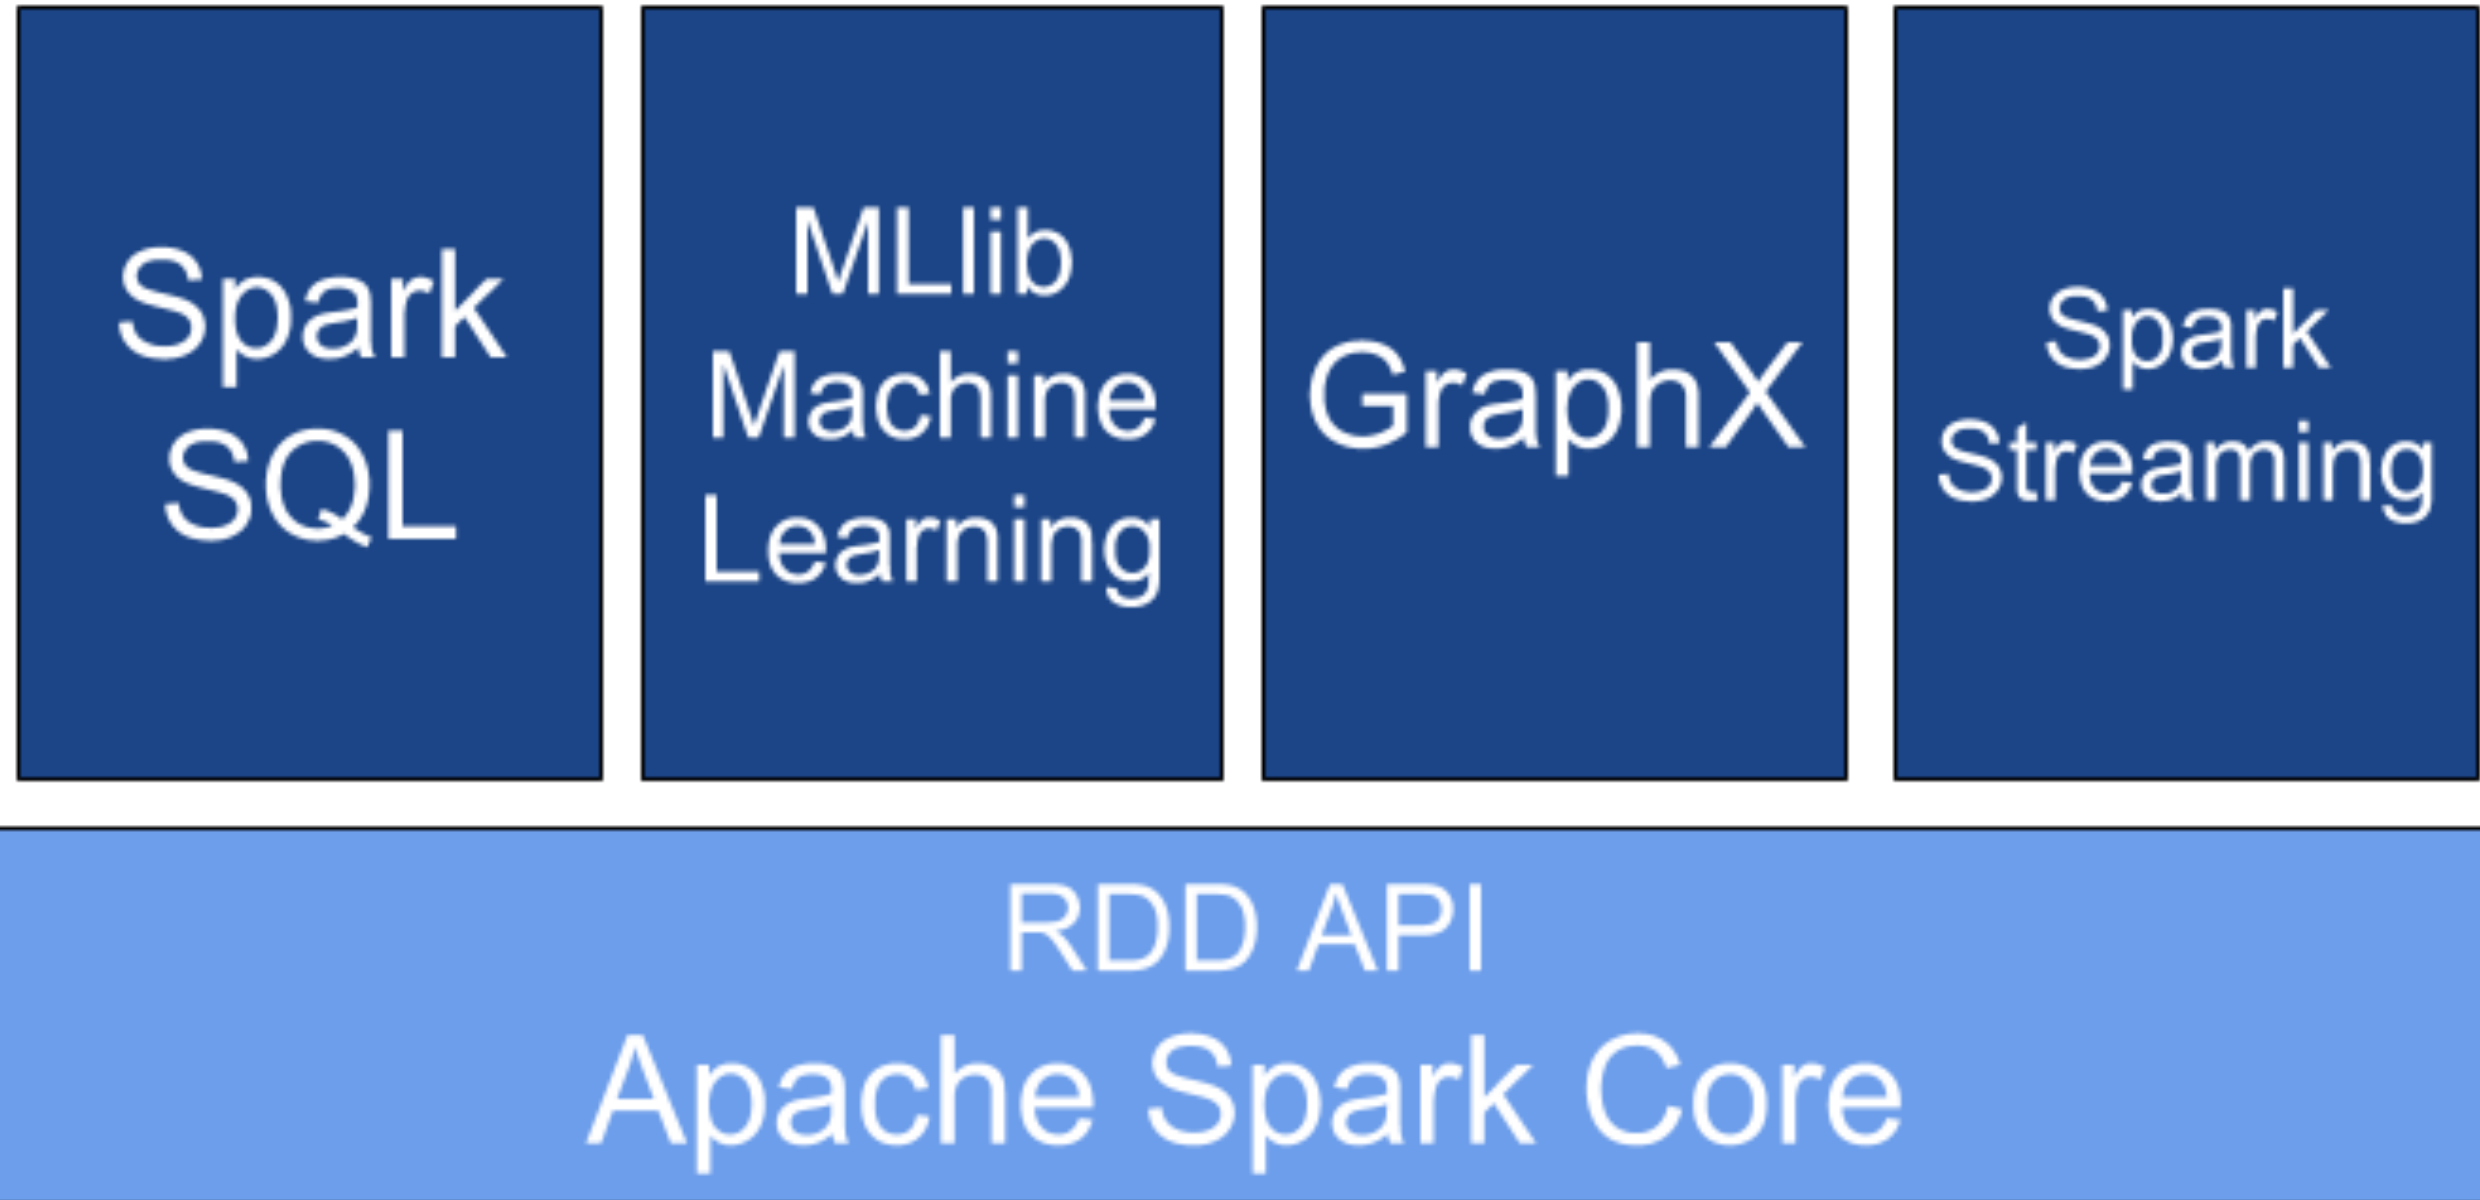 Spark
SQL
MLlib
Machine
Learning
GraphX
Spark
Streaming
RDD API
Apache Spark Core